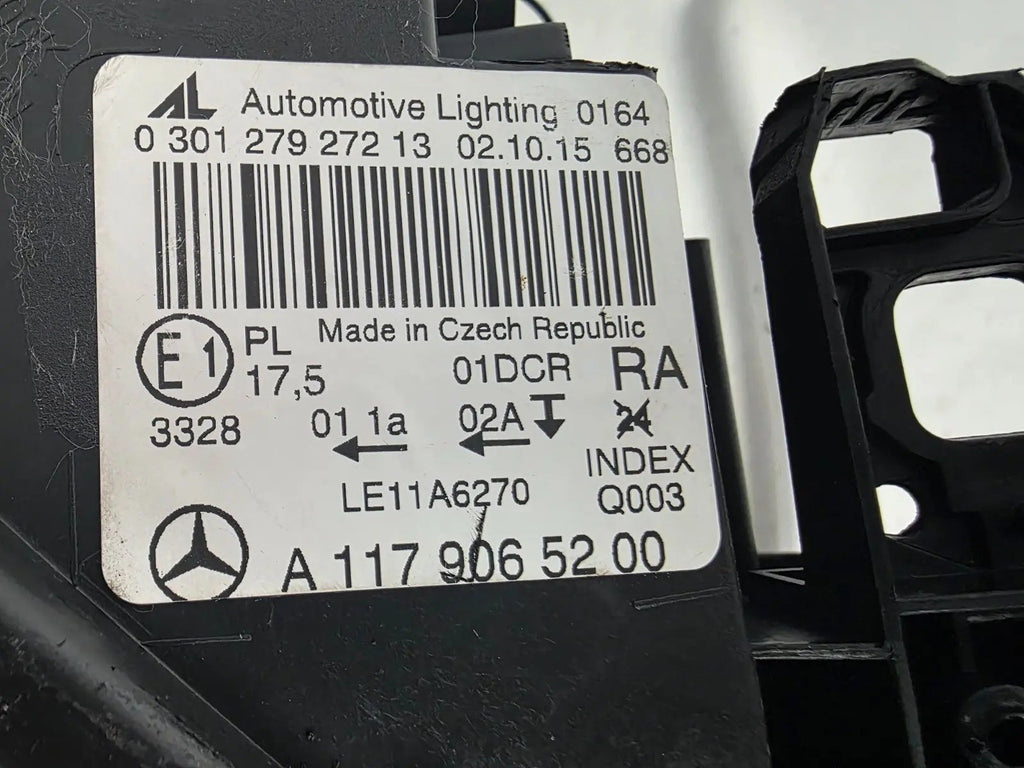 AL Automotive Lighting 0164
0 301 279 272 13 02.10.15 668
Made in Czech Republic
E1 PL 17,5
01DCR RA
3328 01 1a 02A 24
INDEX
LE11A6270 Q003
A 117 906 52 00